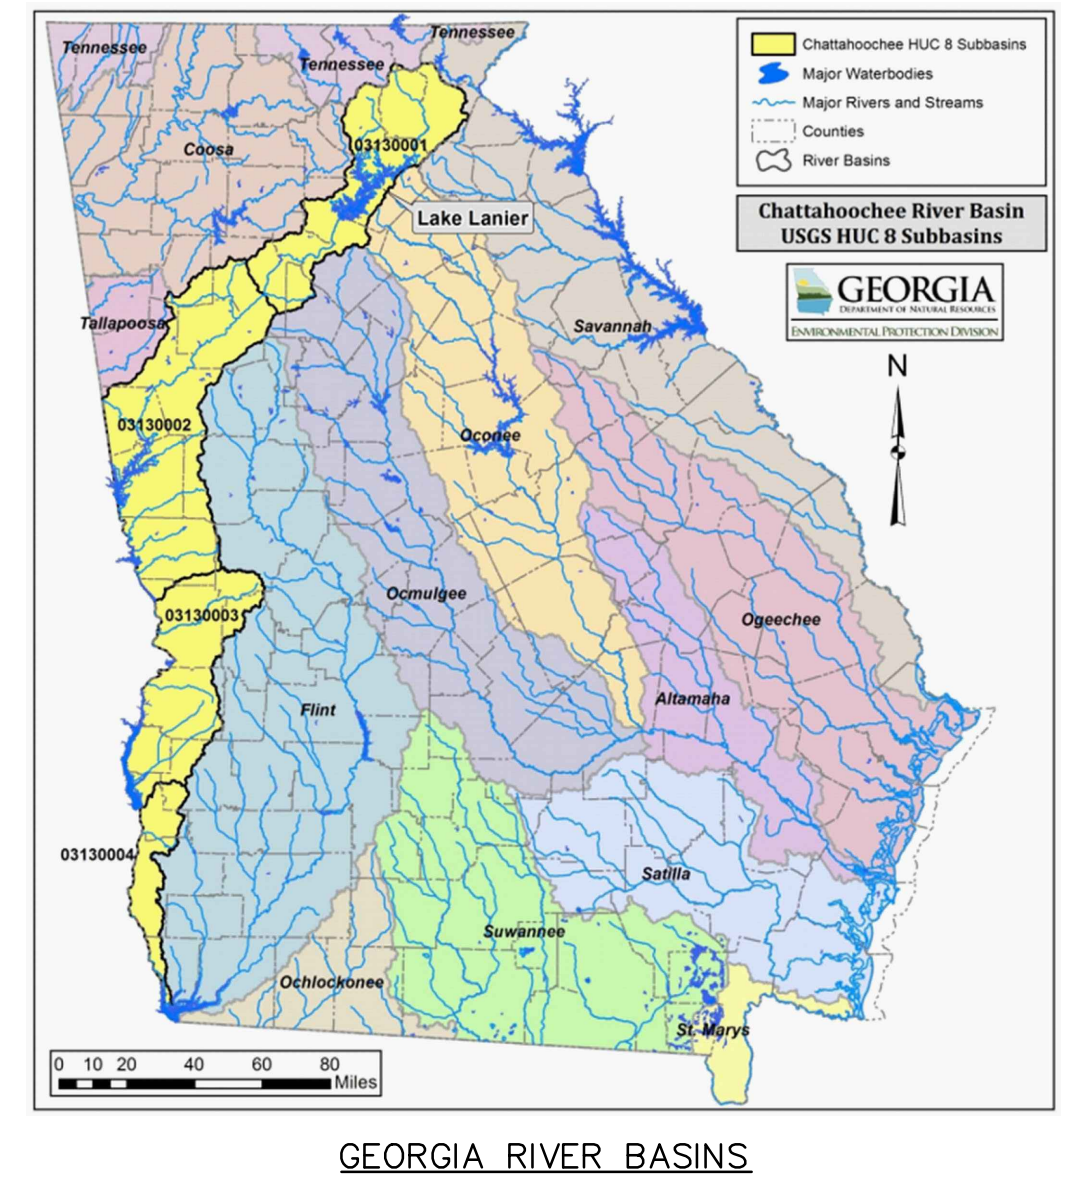 Tennessee
Tennessee
Tennessee
Chattahoochee HUC 8 Subbasins
Major Waterbodies
Major Rivers and Streams
Counties
River Basins
Coosa
03130001
Lake Lanier
Chattahoochee River Basin
USGS HUC 8 Subbasins
GEORGIA
DEPARTMENT OF NATURAL RESOURCES
ENVIRONMENTAL PROTECTION DIVISION
Tallapoosa
Savannah
N
03130002
Oconee
Ocmulgee
03130003
Ogeechee
Flint
Altamaha
03130004
Satilla
Suwannee
Ochlockonee
St. Marys
0 10 20 40 60 80
Miles
GEORGIA RIVER BASINS